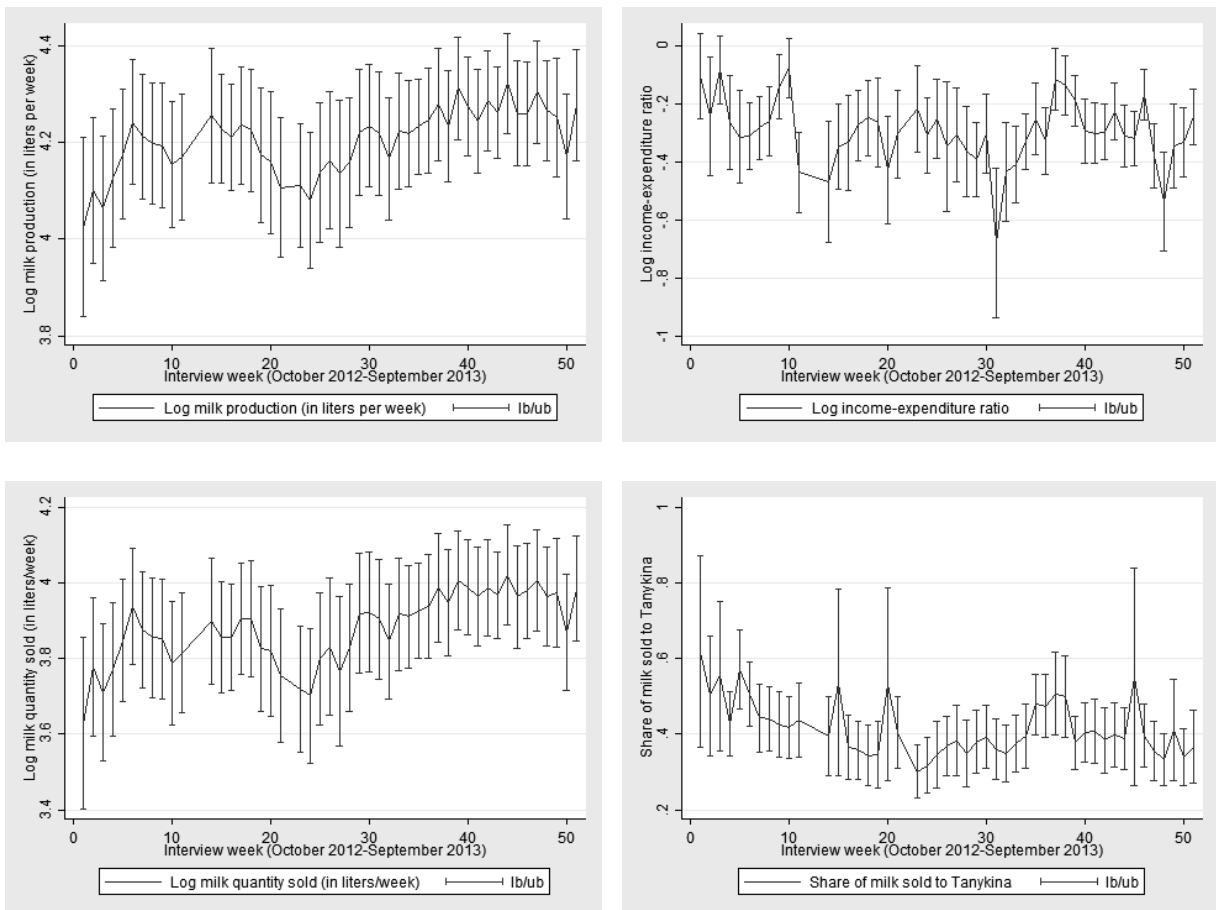 Log milk production (in liters per week)
4.4
4.2
4
3.8
0 10 20 30 40 50
Interview week (October 2012-September 2013)
Log milk production (in liters per week) lb/ub
Log income-expenditure ratio
0
-.2
-.4
-.6
-.8
-1
0 10 20 30 40 50
Interview week (October 2012-September 2013)
Log income-expenditure ratio lb/ub
Log milk quantity sold (in liters/week)
4.2
4
3.8
3.6
3.4
0 10 20 30 40 50
Interview week (October 2012-September 2013)
Log milk quantity sold (in liters/week) lb/ub
Share of milk sold to Tanykina
1
.8
.6
.4
.2
0 10 20 30 40 50
Interview week (October 2012-September 2013)
Share of milk sold to Tanykina lb/ub